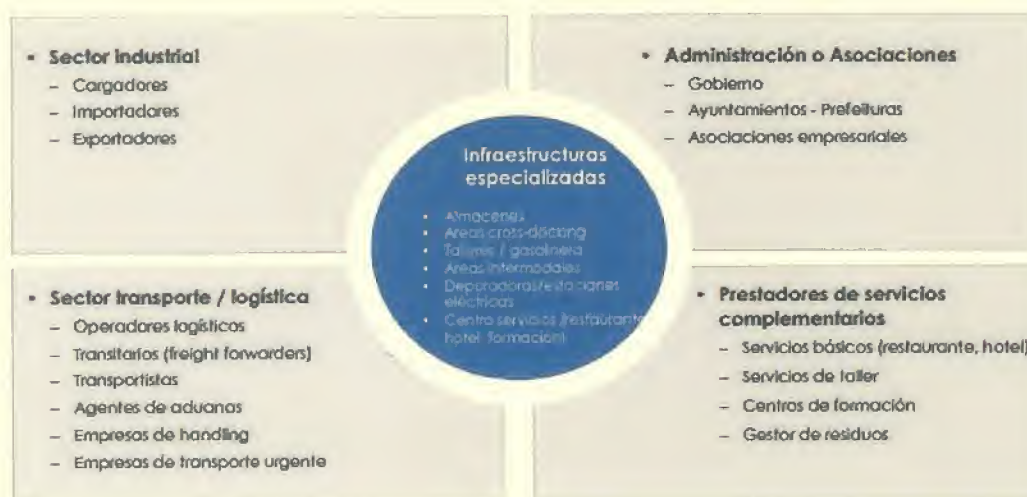 • Sector industrial
– Cargadores
– Importadores
– Exportadores
• Administración o Asociaciones
– Gobierno
– Ayuntamientos - Prefeituras
– Asociaciones empresariales
Infraestructuras
especializadas
• Almacenes
• Areas cross-docking
• Talleres / gasolinera
• Areas intermodales
• Depuradoras/estaciones
eléctricas
• Centro servicios (restaurante,
hotel, formación)
• Sector transporte / logística
– Operadores logísticos
– Transitarios (freight forwarders)
– Transportistas
– Agentes de aduanas
– Empresas de handling
– Empresas de transporte urgente
• Prestadores de servicios
complementarios
– Servicios básicos (restaurante, hotel)
– Servicios de taller
– Centros de formación
– Gestor de residuos